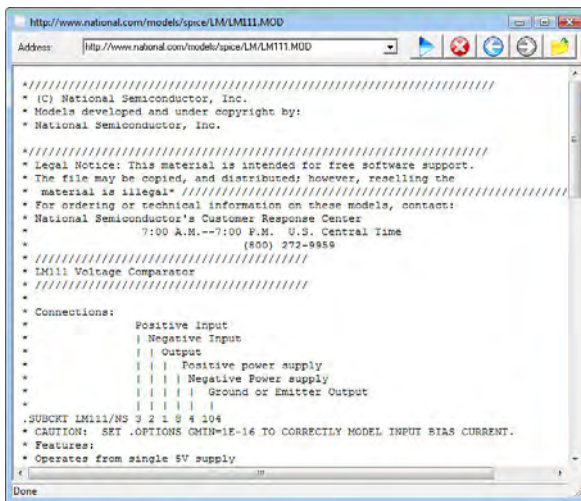 http://www.national.com/models/spice/LM/LM111.MOD
Address: http://www.national.com/models/spice/LM/LM111.MOD
*//////////////////////////////////////////////////////////////////////
* (C) National Semiconductor, Inc.
* Models developed and under copyright by:
* National Semiconductor, Inc.
*/////////////////////////////////////////////////////////////////////
* Legal Notice: This material is intended for free software support.
* The file may be copied, and distributed; however, reselling the
*  material is illegal* //////////////////////////////////////////////////////////
* For ordering or technical information on these models, contact:
* National Semiconductor's Customer Response Center
*                 7:00 A.M.--7:00 P.M.  U.S. Central Time
*                                (800) 272-9959
* /////////////////////////////////////////
* LM111 Voltage Comparator
* /////////////////////////////////////////
*
* Connections:
*                Positive Input
*                | Negative Input
*                | | Output
*                | | |  Positive power supply
*                | | | | Negative Power supply
*                | | | | |  Ground or Emitter Output
*                | | | | |  |
.SUBCKT LM111/NS 3 2 1 8 4 104
* CAUTION:  SET .OPTIONS GMIN=1E-16 TO CORRECTLY MODEL INPUT BIAS CURRENT.
* Features:
* Operates from single 5V supply
Done